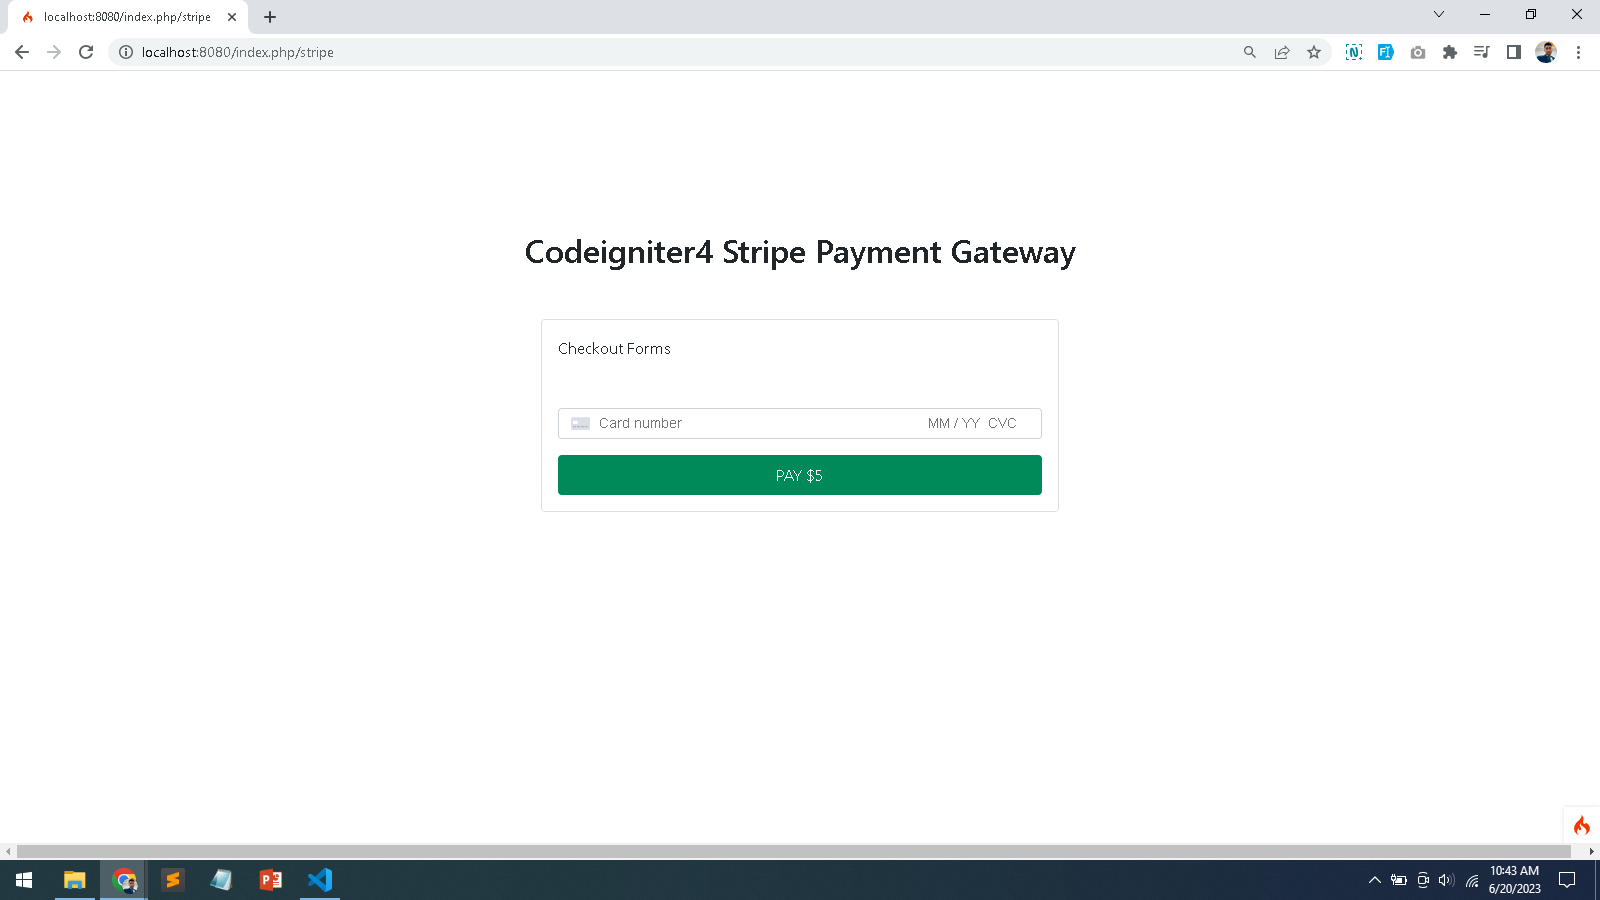 localhost:8080/index.php/stripe
localhost:8080/index.php/stripe
Codeigniter4 Stripe Payment Gateway
Checkout Forms
Card number MM / YY CVC
PAY $5
10:43 AM
6/20/2023